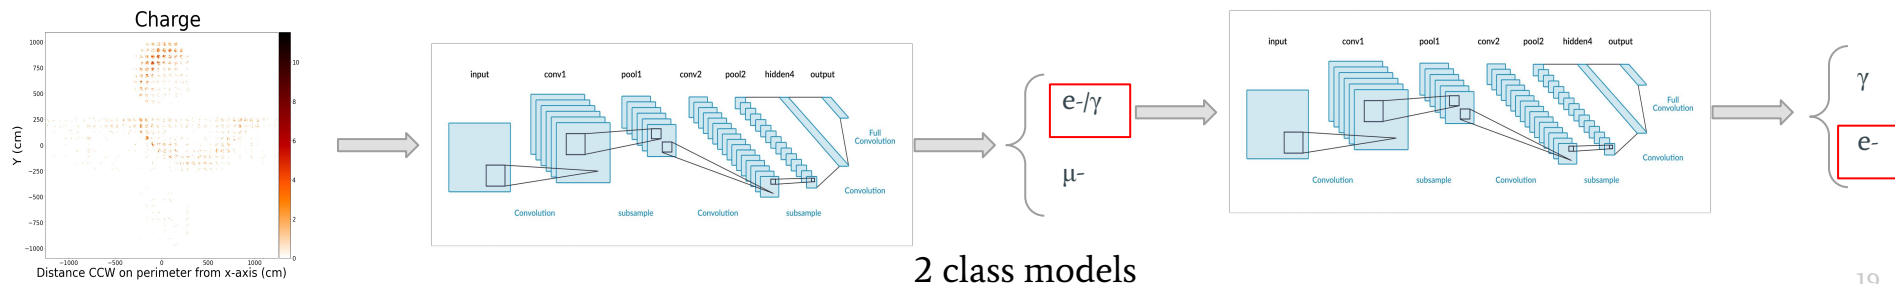 Charge
Y (cm)
1000
750
500
250
0
−250
−500
−750
−1000
−1000 −500 0 500 1000
Distance CCW on perimeter from x-axis (cm)
10
8
6
4
2
0
input conv1 pool1 conv2 pool2 hidden4 output
Full
Convolution
Convolution
Convolution subsample Convolution subsample
e-/γ
μ-
input conv1 pool1 conv2 pool2 hidden4 output
Full
Convolution
Convolution
Convolution subsample Convolution subsample
γ
e-
2 class models
19